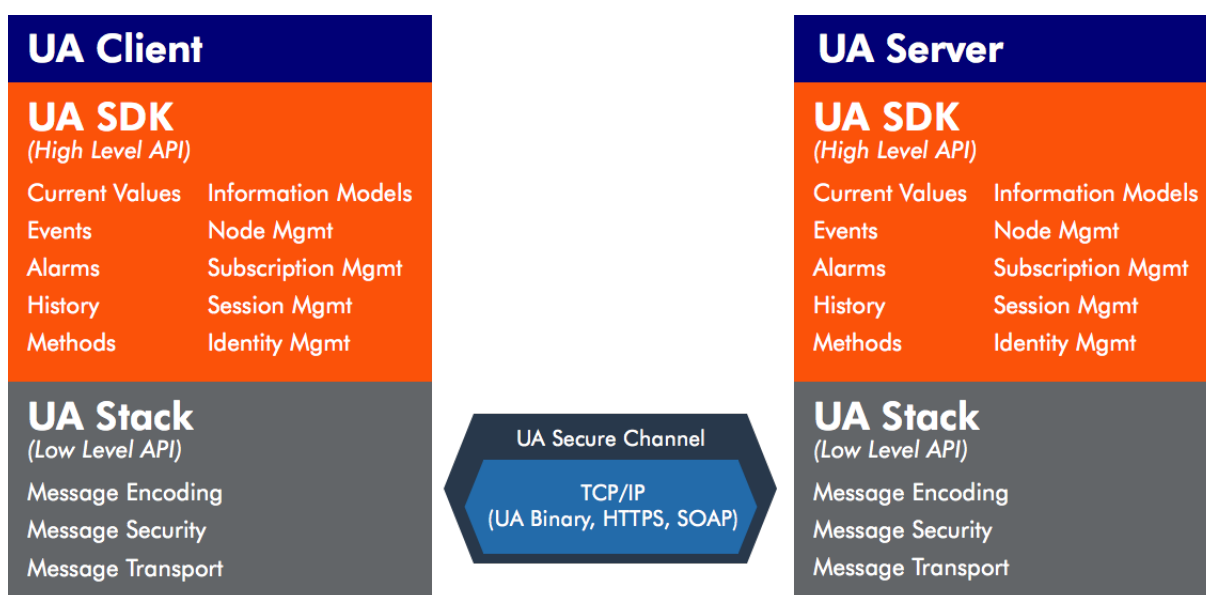 UA Client
UA SDK
(High Level API)
Current Values Information Models
Events Node Mgmt
Alarms Subscription Mgmt
History Session Mgmt
Methods Identity Mgmt
UA Stack
(Low Level API)
Message Encoding
Message Security
Message Transport
UA Secure Channel
TCP/IP
(UA Binary, HTTPS, SOAP)
UA Server
UA SDK
(High Level API)
Current Values Information Models
Events Node Mgmt
Alarms Subscription Mgmt
History Session Mgmt
Methods Identity Mgmt
UA Stack
(Low Level API)
Message Encoding
Message Security
Message Transport